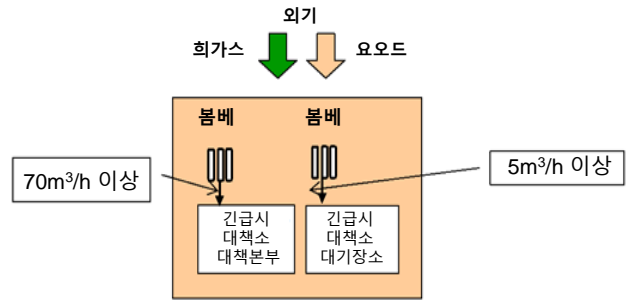 외기
희가스
요오드
봄베
봄베
70m³/h 이상
5m³/h 이상
긴급시
대책소
대책본부
긴급시
대책소
대기장소